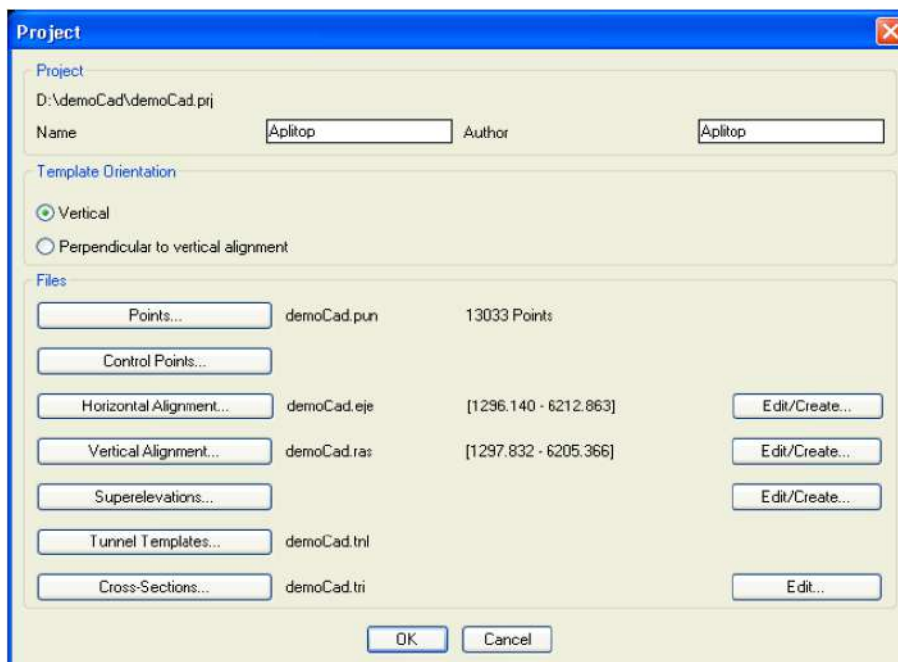 Project
Project
D:\demoCad\demoCad.prj
Name Aplitop Author Aplitop
Template Orientation
Vertical
Perpendicular to vertical alignment
Files
Points... demoCad.pun 13033 Points
Control Points...
Horizontal Alignment... demoCad.eje [1296.140 - 6212.863] Edit/Create...
Vertical Alignment... demoCad.ras [1297.832 - 6205.366] Edit/Create...
Superelevations... Edit/Create...
Tunnel Templates... demoCad.tnl
Cross-Sections... demoCad.tri Edit...
OK Cancel